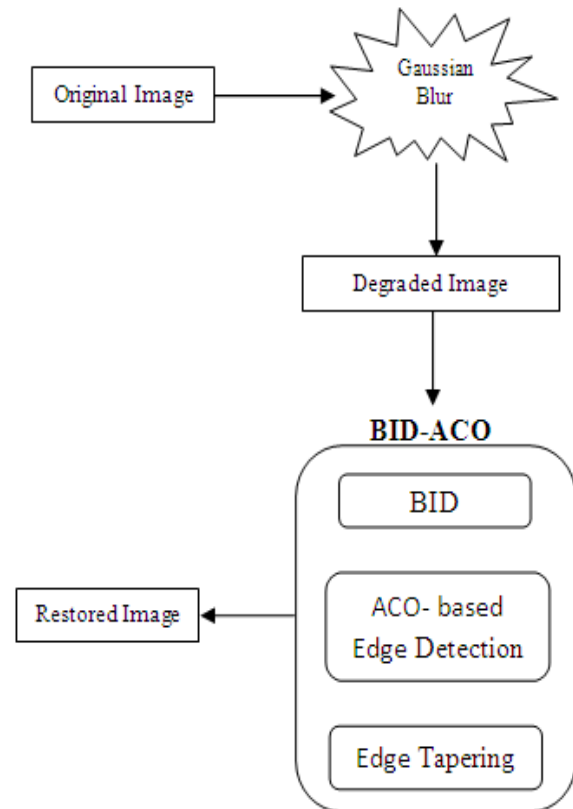 Gaussian
Blur
Original Image
Degraded Image
BID-ACO
BID
ACO- based
Edge Detection
Restored Image
Edge Tapering